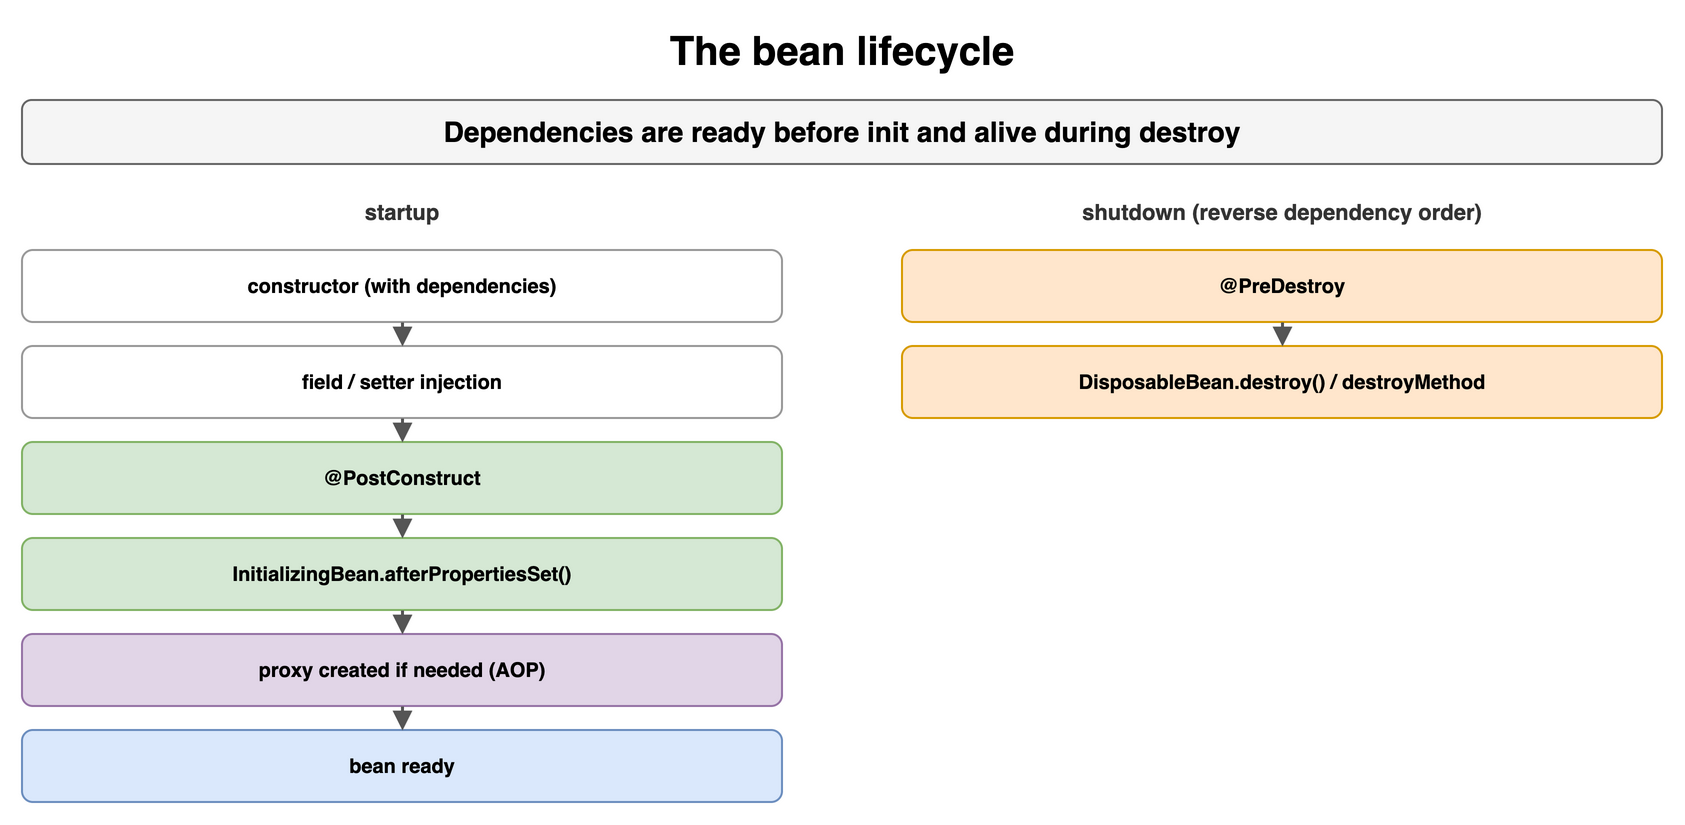 The bean lifecycle
Dependencies are ready before init and alive during destroy
startup
constructor (with dependencies)
field / setter injection
@PostConstruct
InitializingBean.afterPropertiesSet()
proxy created if needed (AOP)
bean ready
shutdown (reverse dependency order)
@PreDestroy
DisposableBean.destroy() / destroyMethod